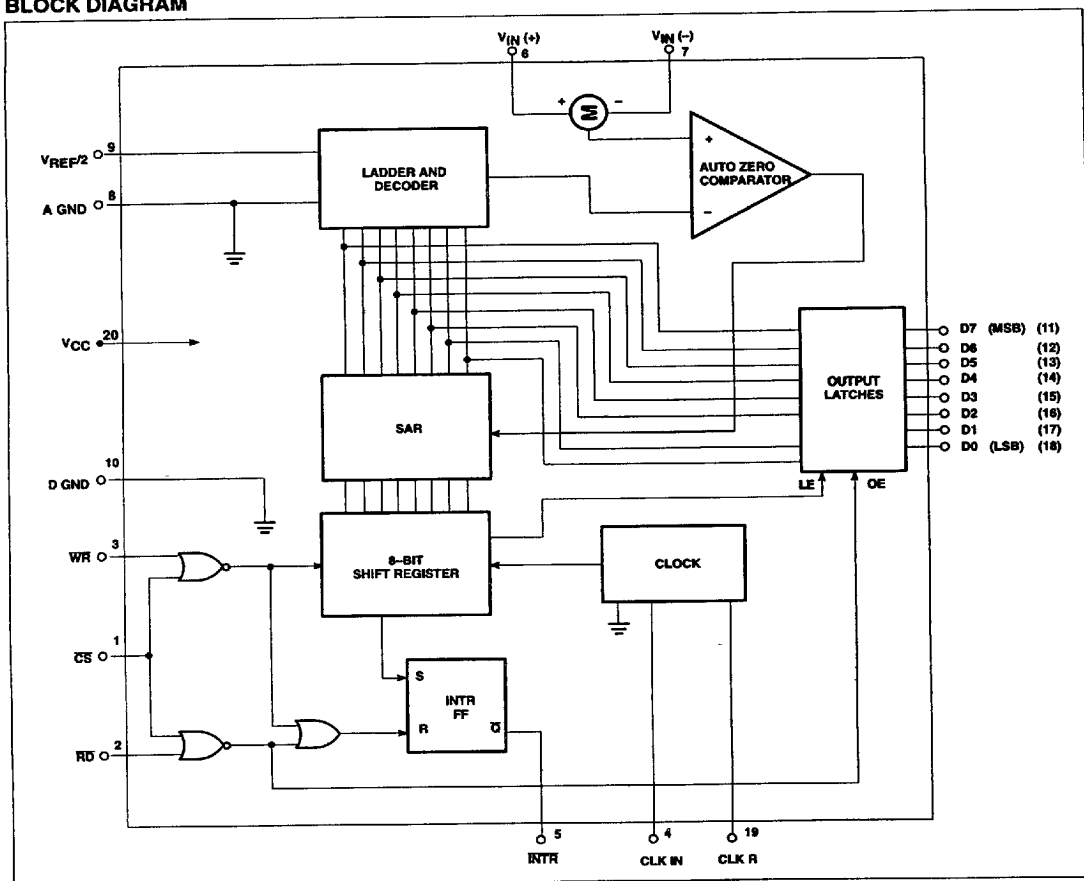 BLOCK DIAGRAM
VIN (+)
6
VIN (–)
7
+
–
M
VREF/2
9
LADDER AND
DECODER
+
AUTO ZERO
COMPARATOR
–
A GND
8
VCC
20
D7 (MSB) (11)
D6 (12)
D5 (13)
D4 (14)
D3 (15)
D2 (16)
D1 (17)
D0 (LSB) (18)
OUTPUT
LATCHES
SAR
D GND
10
LE
OE
WR
3
8–BIT
SHIFT REGISTER
CLOCK
CS
1
S
INTR
FF
R
Q
RD
2
5
INTR
4
CLK IN
19
CLK R